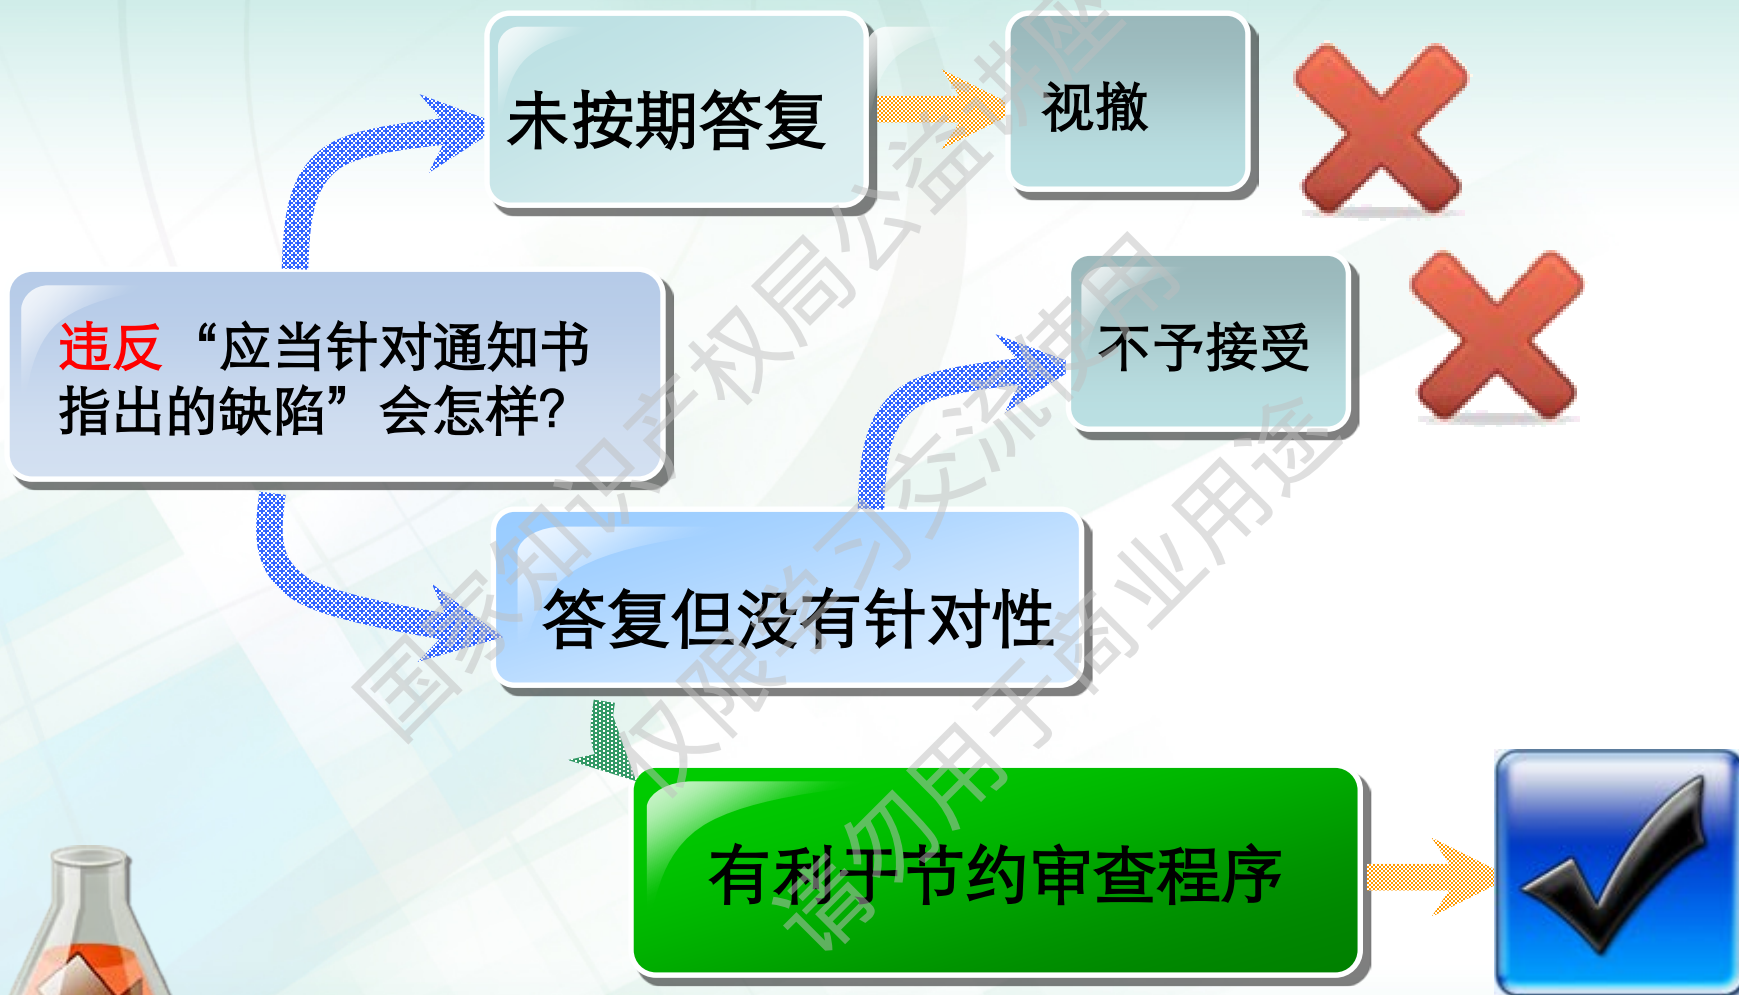 未按期答复
视撤
违反“应当针对通知书
指出的缺陷”会怎样?
不予接受
答复但没有针对性
有利于节约审查程序
国家知识产权局公益讲座
仅限学习交流使用
请勿用于商业用途